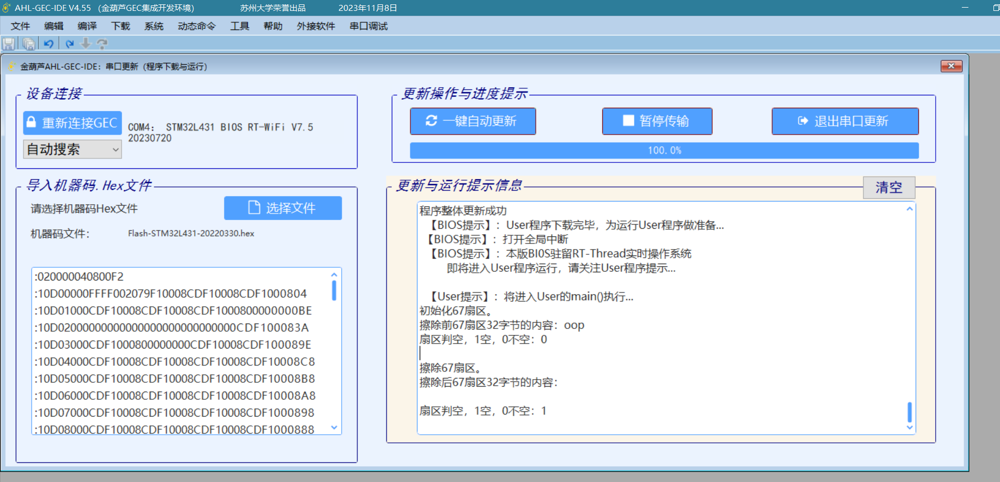 AHL-GEC-IDE V4.55 (金葫芦GEC集成开发环境) 苏州大学荣誉出品 2023年11月8日
文件 编辑 编译 下载 系统 动态命令 工具 帮助 外接软件 串口调试
金葫芦AHL-GEC-IDE：串口更新（程序下载与运行）
设备连接
重新连接GEC
COM4： STM32L431 BIOS RT-WiFi V7.5
20230720
自动搜索
更新操作与进度提示
一键自动更新 暂停传输 退出串口更新
100.0%
导入机器码.Hex文件
请选择机器码Hex文件 选择文件
机器码文件： Flash-STM32L431-20220330.hex
:020000040800F2
:10D00000FFFF002079F10008CDF10008CDF1000804
:10D01000CDF10008CDF10008CDF1000800000000BE
:10D02000000000000000000000000000CDF100083A
:10D03000CDF1000800000000CDF10008CDF100089E
:10D04000CDF10008CDF10008CDF10008CDF10008C8
:10D05000CDF10008CDF10008CDF10008CDF10008B8
:10D06000CDF10008CDF10008CDF10008CDF10008A8
:10D07000CDF10008CDF10008CDF10008CDF1000898
:10D08000CDF10008CDF10008CDF10008CDF1000888
更新与运行提示信息 清空
程序整体更新成功
【BIOS提示】：User程序下载完毕，为运行User程序做准备...
【BIOS提示】：打开全局中断
【BIOS提示】：本版BIOS驻留RT-Thread实时操作系统
即将进入User程序运行，请关注User程序提示...
【User提示】：将进入User的main()执行...
初始化67扇区。
擦除前67扇区32字节的内容：oop
扇区判空，1空，0不空：0
擦除67扇区。
擦除后67扇区32字节的内容：
扇区判空，1空，0不空：1